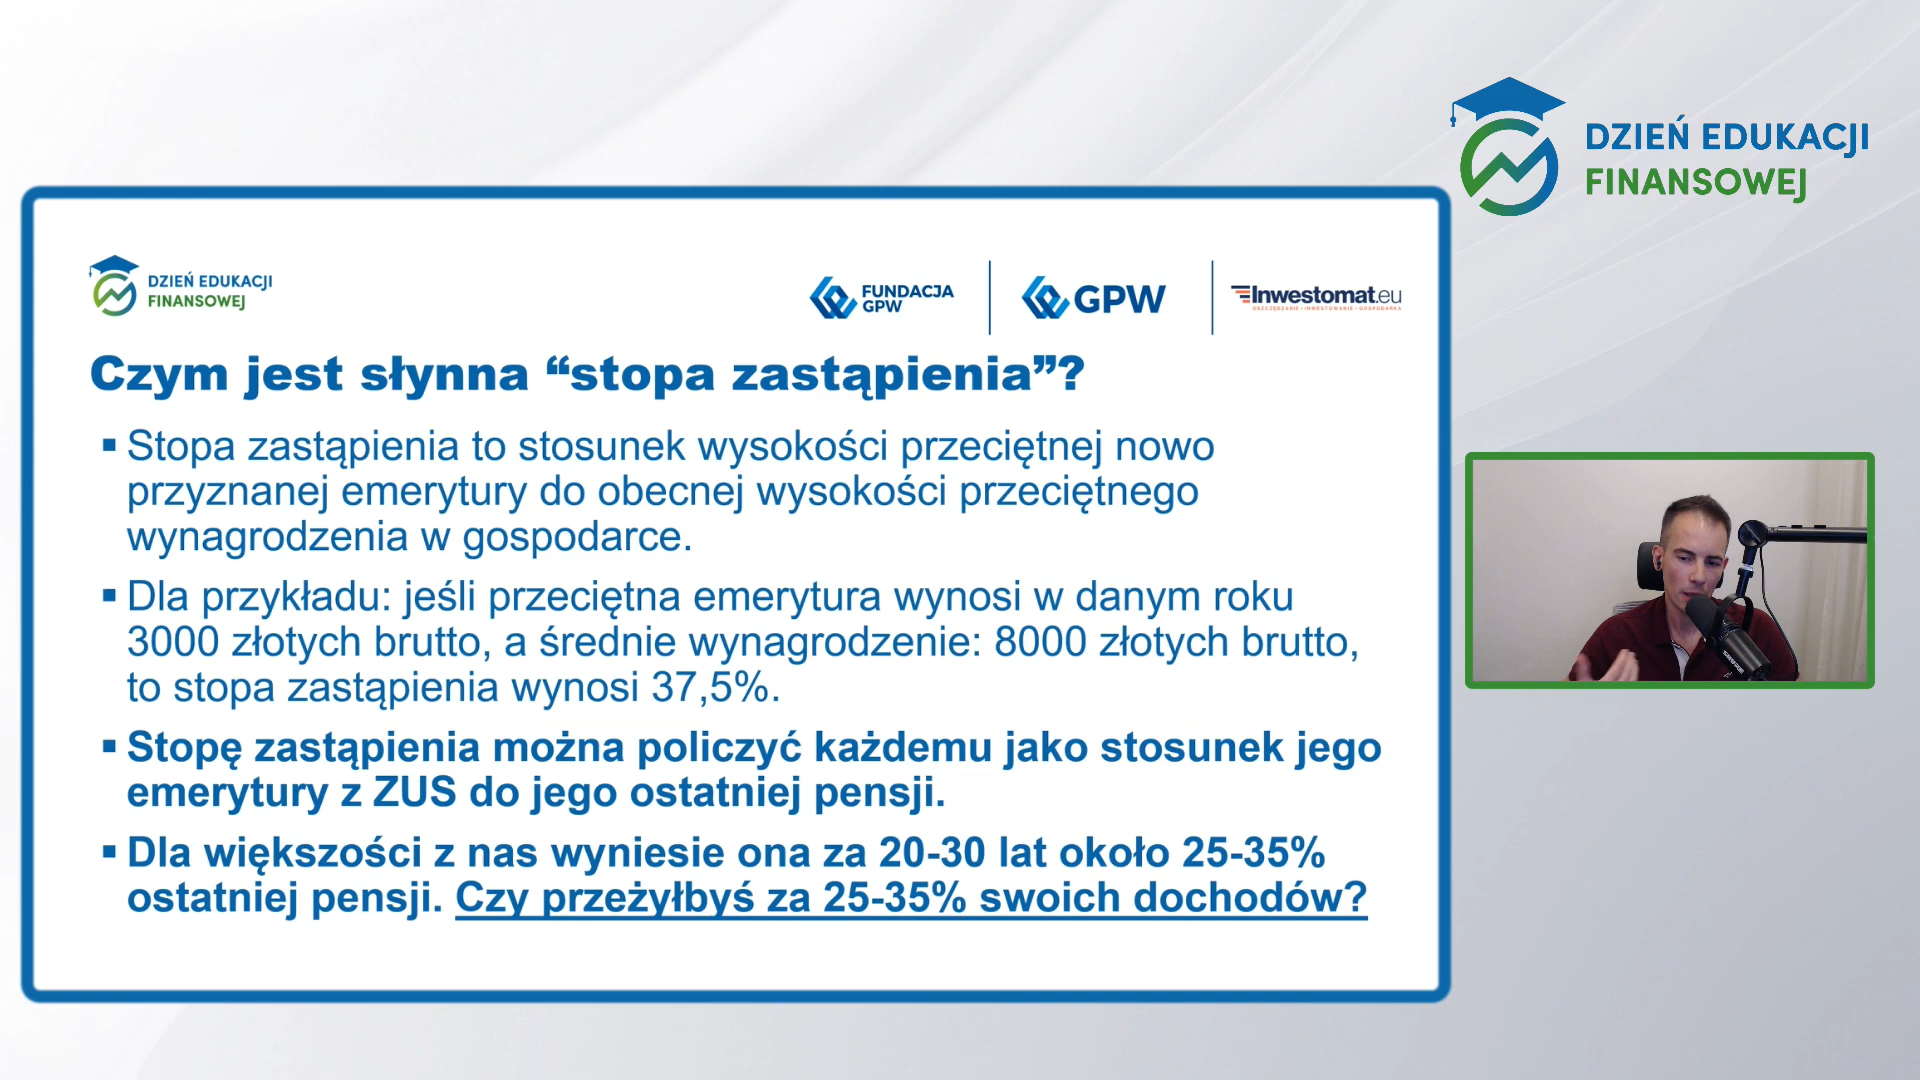 DZIEŃ EDUKACJI
FINANSOWEJ
DZIEŃ EDUKACJI
FINANSOWEJ
FUNDACJA
GPW
GPW
Inwestomat.eu
OSZCZĘDZANIE • INWESTOWANIE • GOSPODARKA
Czym jest słynna “stopa zastąpienia”?
▪ Stopa zastąpienia to stosunek wysokości przeciętnej nowo
przyznanej emerytury do obecnej wysokości przeciętnego
wynagrodzenia w gospodarce.
▪ Dla przykładu: jeśli przeciętna emerytura wynosi w danym roku
3000 złotych brutto, a średnie wynagrodzenie: 8000 złotych brutto,
to stopa zastąpienia wynosi 37,5%.
▪ Stopę zastąpienia można policzyć każdemu jako stosunek jego
emerytury z ZUS do jego ostatniej pensji.
▪ Dla większości z nas wyniesie ona za 20-30 lat około 25-35%
ostatniej pensji. Czy przeżyłbyś za 25-35% swoich dochodów?